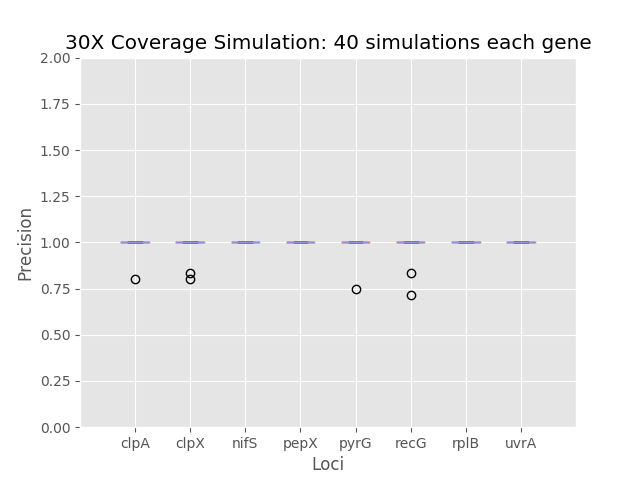 30X Coverage Simulation: 40 simulations each gene
2.00
1.75
1.50
1.25
1.00
0.75
0.50
0.25
0.00
Precision
clpA clpX nifS pepX pyrG recG rplB uvrA
Loci